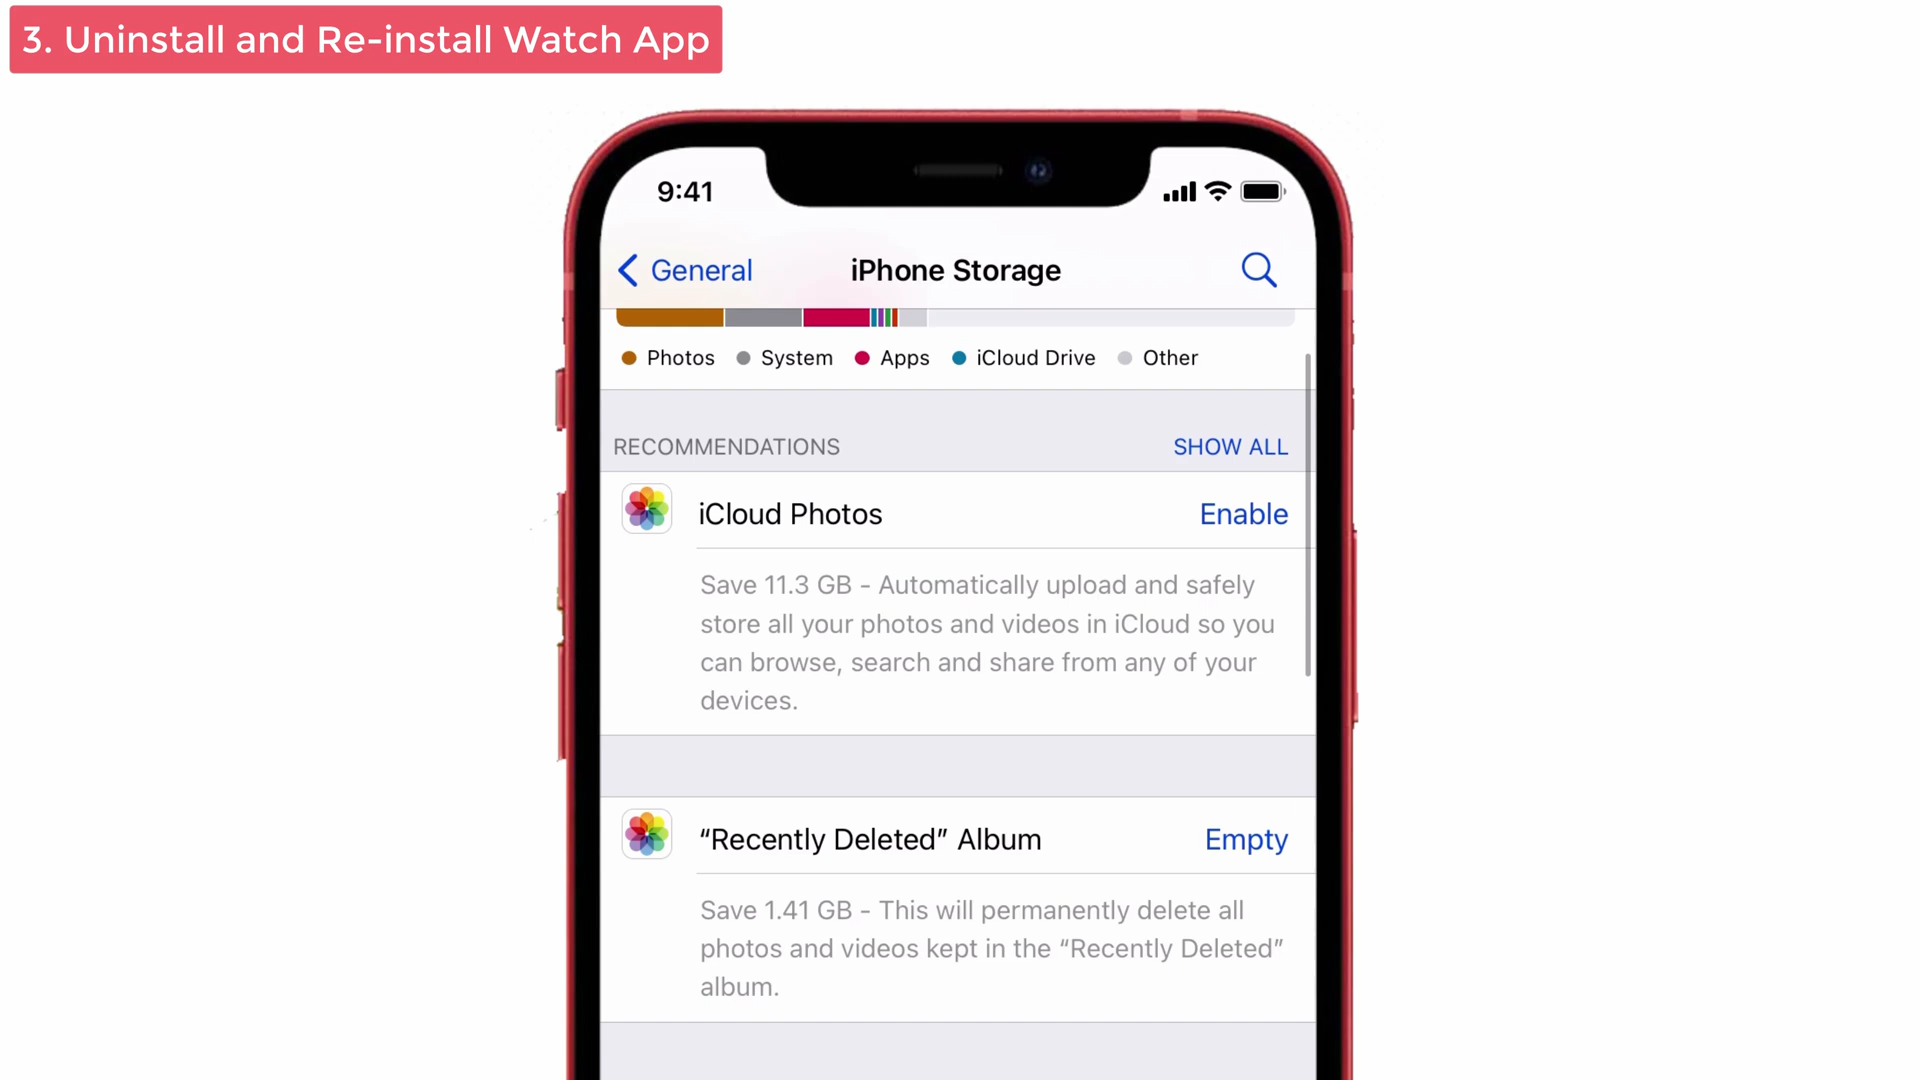 3. Uninstall and Re-install Watch App
9:41
General
iPhone Storage
Photos System Apps iCloud Drive Other
RECOMMENDATIONS SHOW ALL
iCloud Photos Enable
Save 11.3 GB - Automatically upload and safely
store all your photos and videos in iCloud so you
can browse, search and share from any of your
devices.
“Recently Deleted” Album Empty
Save 1.41 GB - This will permanently delete all
photos and videos kept in the “Recently Deleted”
album.